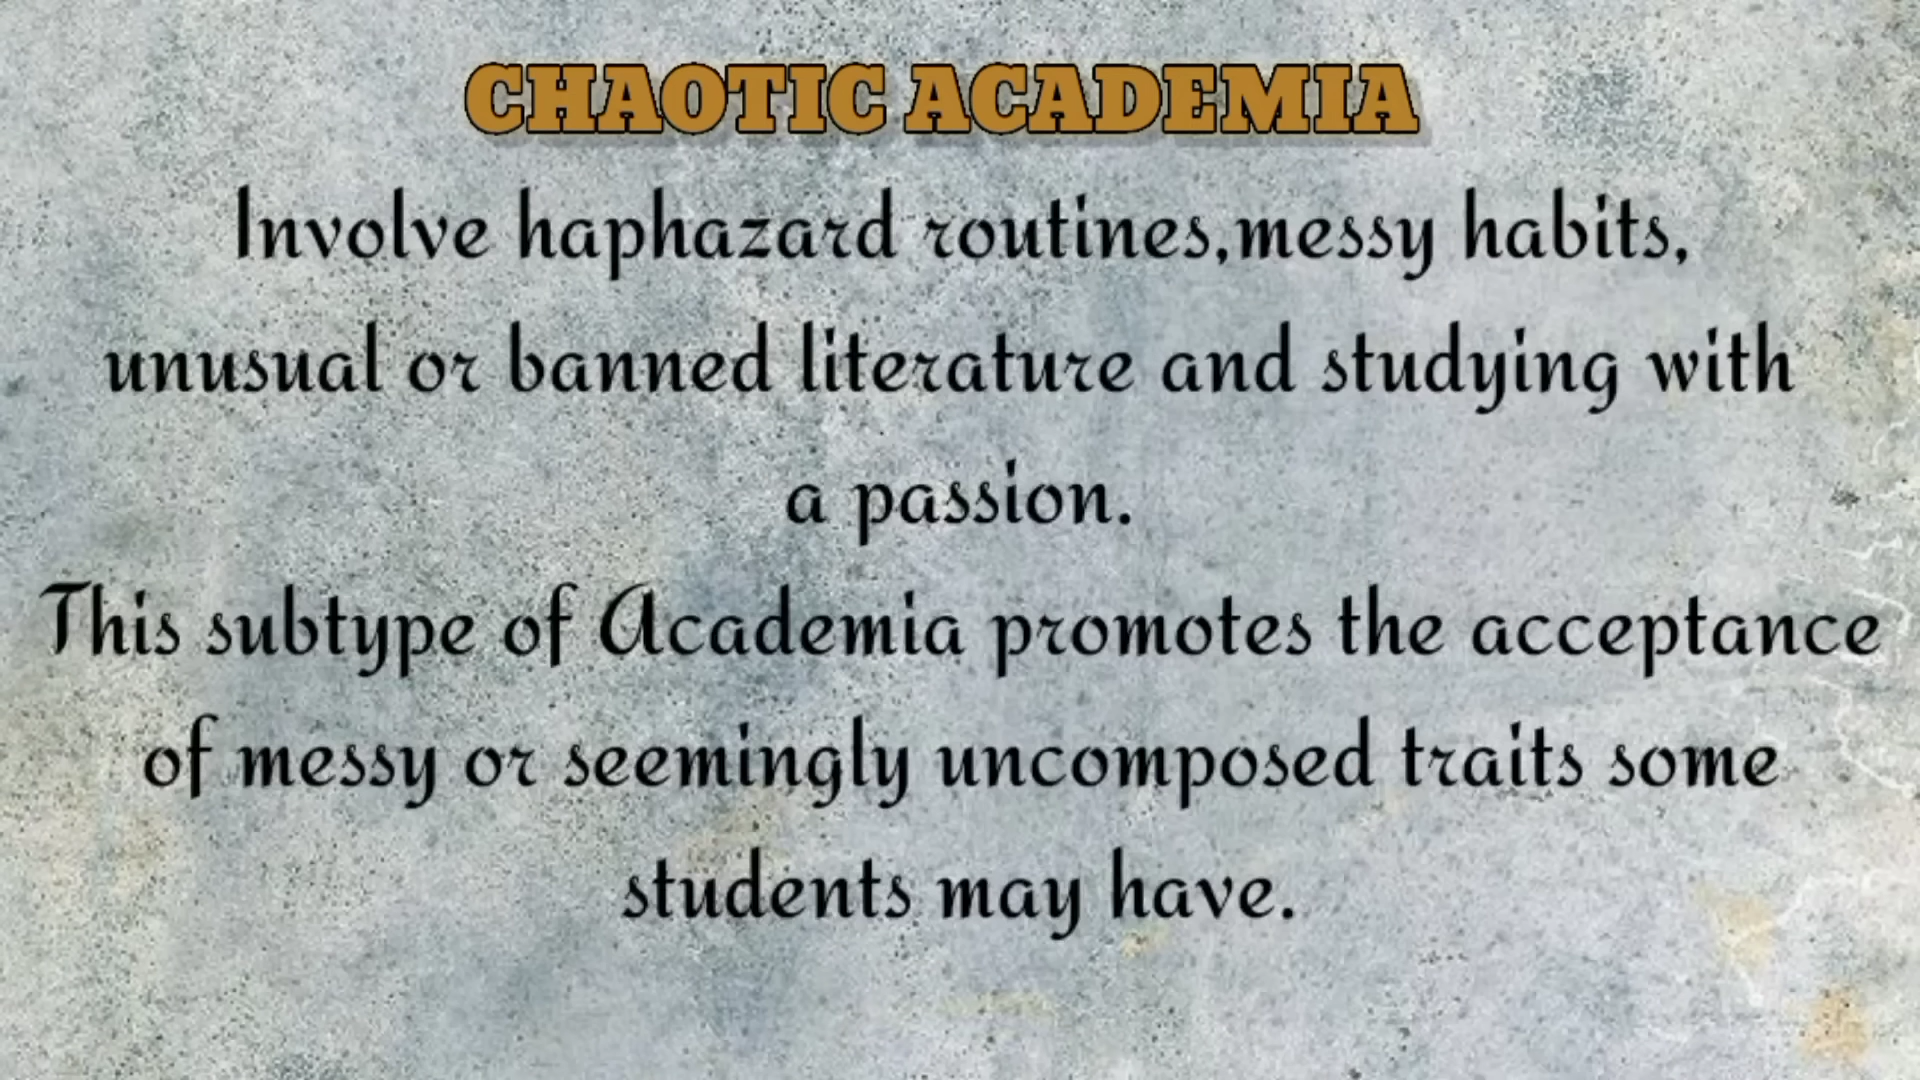 CHAOTIC ACADEMIA
Involve haphazard routines,messy habits,
unusual or banned literature and studying with
a passion.
This subtype of Academia promotes the acceptance
of messy or seemingly uncomposed traits some
students may have.